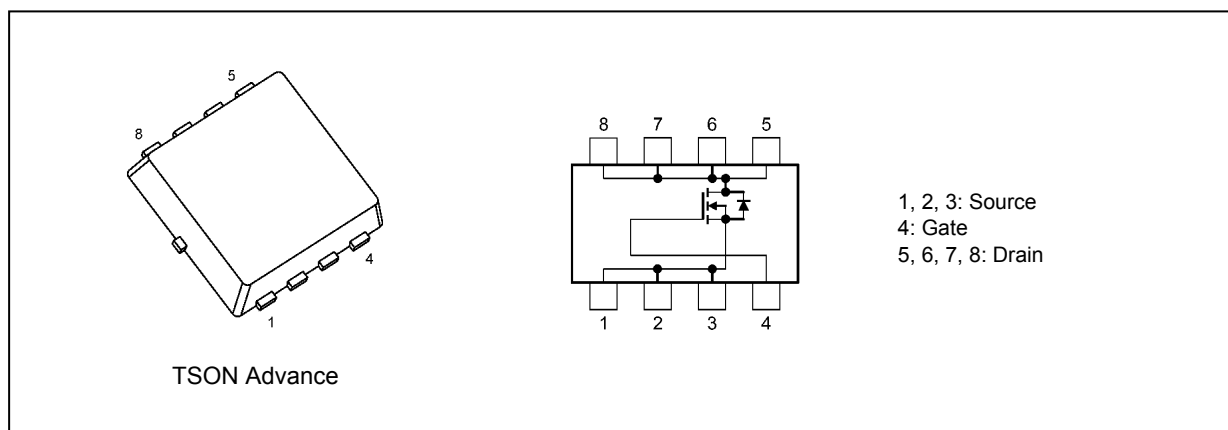 5
8
4
1
TSON Advance
8 7 6 5
1 2 3 4
1, 2, 3: Source
4: Gate
5, 6, 7, 8: Drain